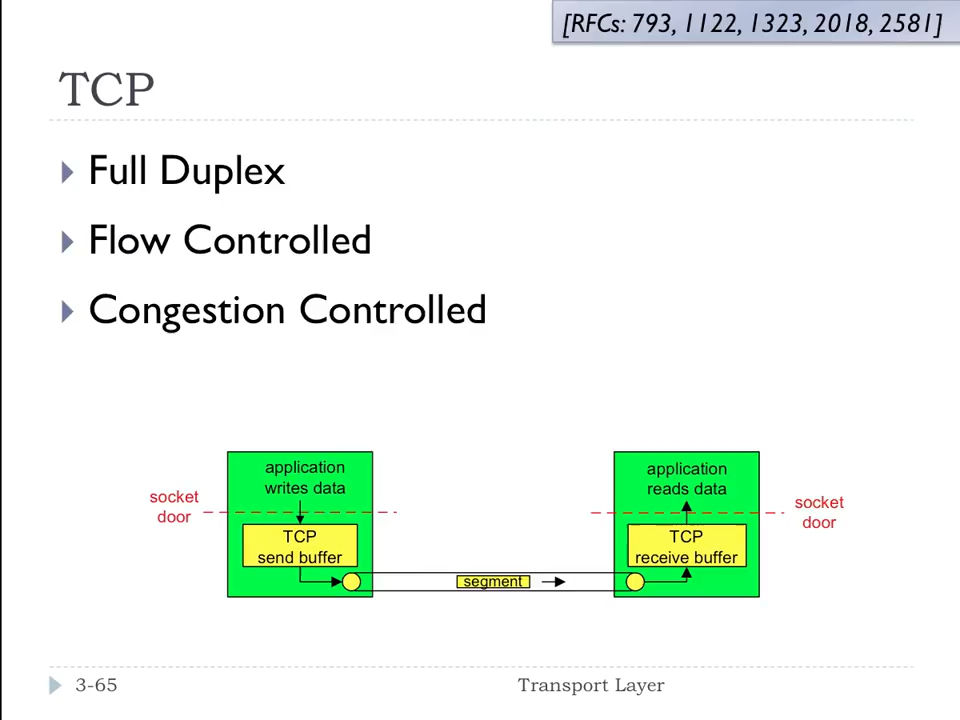 [RFCs: 793, 1122, 1323, 2018, 2581]
TCP
Full Duplex
Flow Controlled
Congestion Controlled
socket
door
application
writes data
TCP
send buffer
segment
application
reads data
TCP
receive buffer
socket
door
3-65
Transport Layer